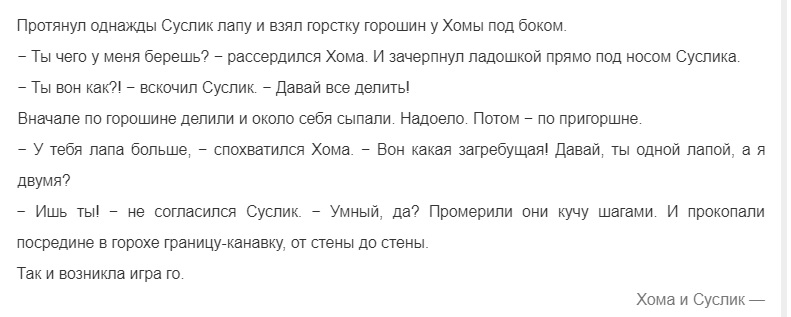 Протянул однажды Суслик лапу и взял горстку горошин у Хомы под боком.
− Ты чего у меня берешь? − рассердился Хома. И зачерпнул ладошкой прямо под носом Суслика.
− Ты вон как?! − вскочил Суслик. − Давай все делить!
Вначале по горошине делили и около себя сыпали. Надоело. Потом − по пригоршне.
− У тебя лапа больше, − спохватился Хома. − Вон какая загребущая! Давай, ты одной лапой, а я
двумя?
− Ишь ты! − не согласился Суслик. − Умный, да? Промерили они кучу шагами. И прокопали
посредине в горохе границу-канавку, от стены до стены.
Так и возникла игра го.
Хома и Суслик —